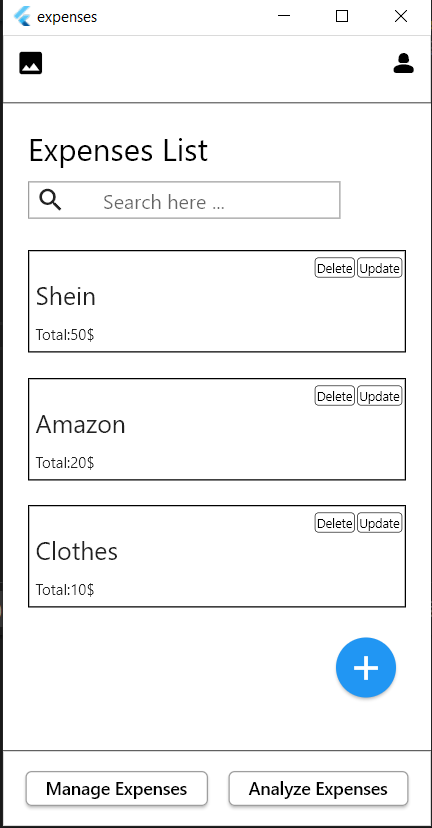 expenses
Expenses List
Search here ...
Delete Update
Shein
Total:50$
Delete Update
Amazon
Total:20$
Delete Update
Clothes
Total:10$
Manage Expenses Analyze Expenses